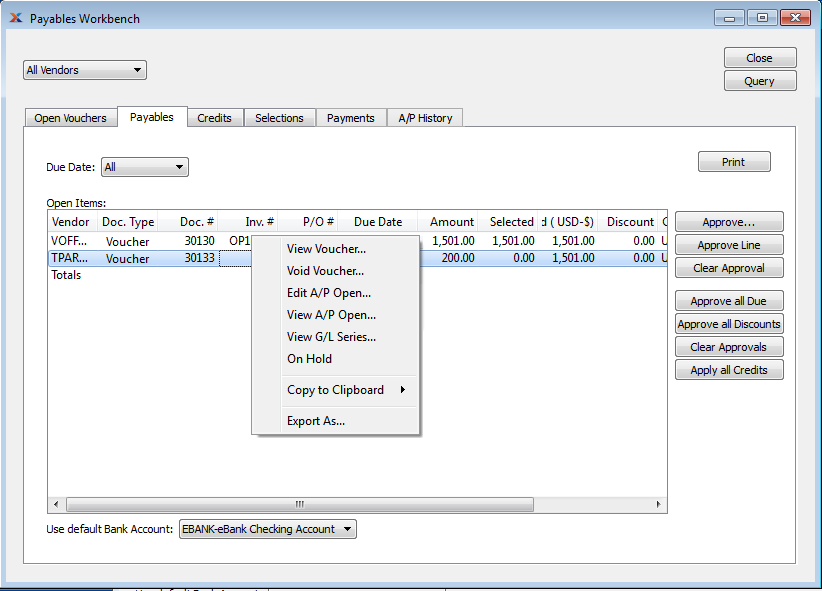 Payables Workbench
Close
All Vendors
Query
Open Vouchers Payables Credits Selections Payments A/P History
Due Date: All
Print
Open Items:
Vendor Doc. Type Doc. # Inv. # P/O # Due Date Amount Selected d ( USD-$) Discount
VOFF... Voucher 30130 OP1 1,501.00 1,501.00 1,501.00 0.00 U
TPAR... Voucher 30133 200.00 0.00 1,501.00 0.00 U
Totals
View Voucher...
Void Voucher...
Edit A/P Open...
View A/P Open...
View G/L Series...
On Hold
Copy to Clipboard
Export As...
Approve...
Approve Line
Clear Approval
Approve all Due
Approve all Discounts
Clear Approvals
Apply all Credits
Use default Bank Account: EBANK-eBank Checking Account